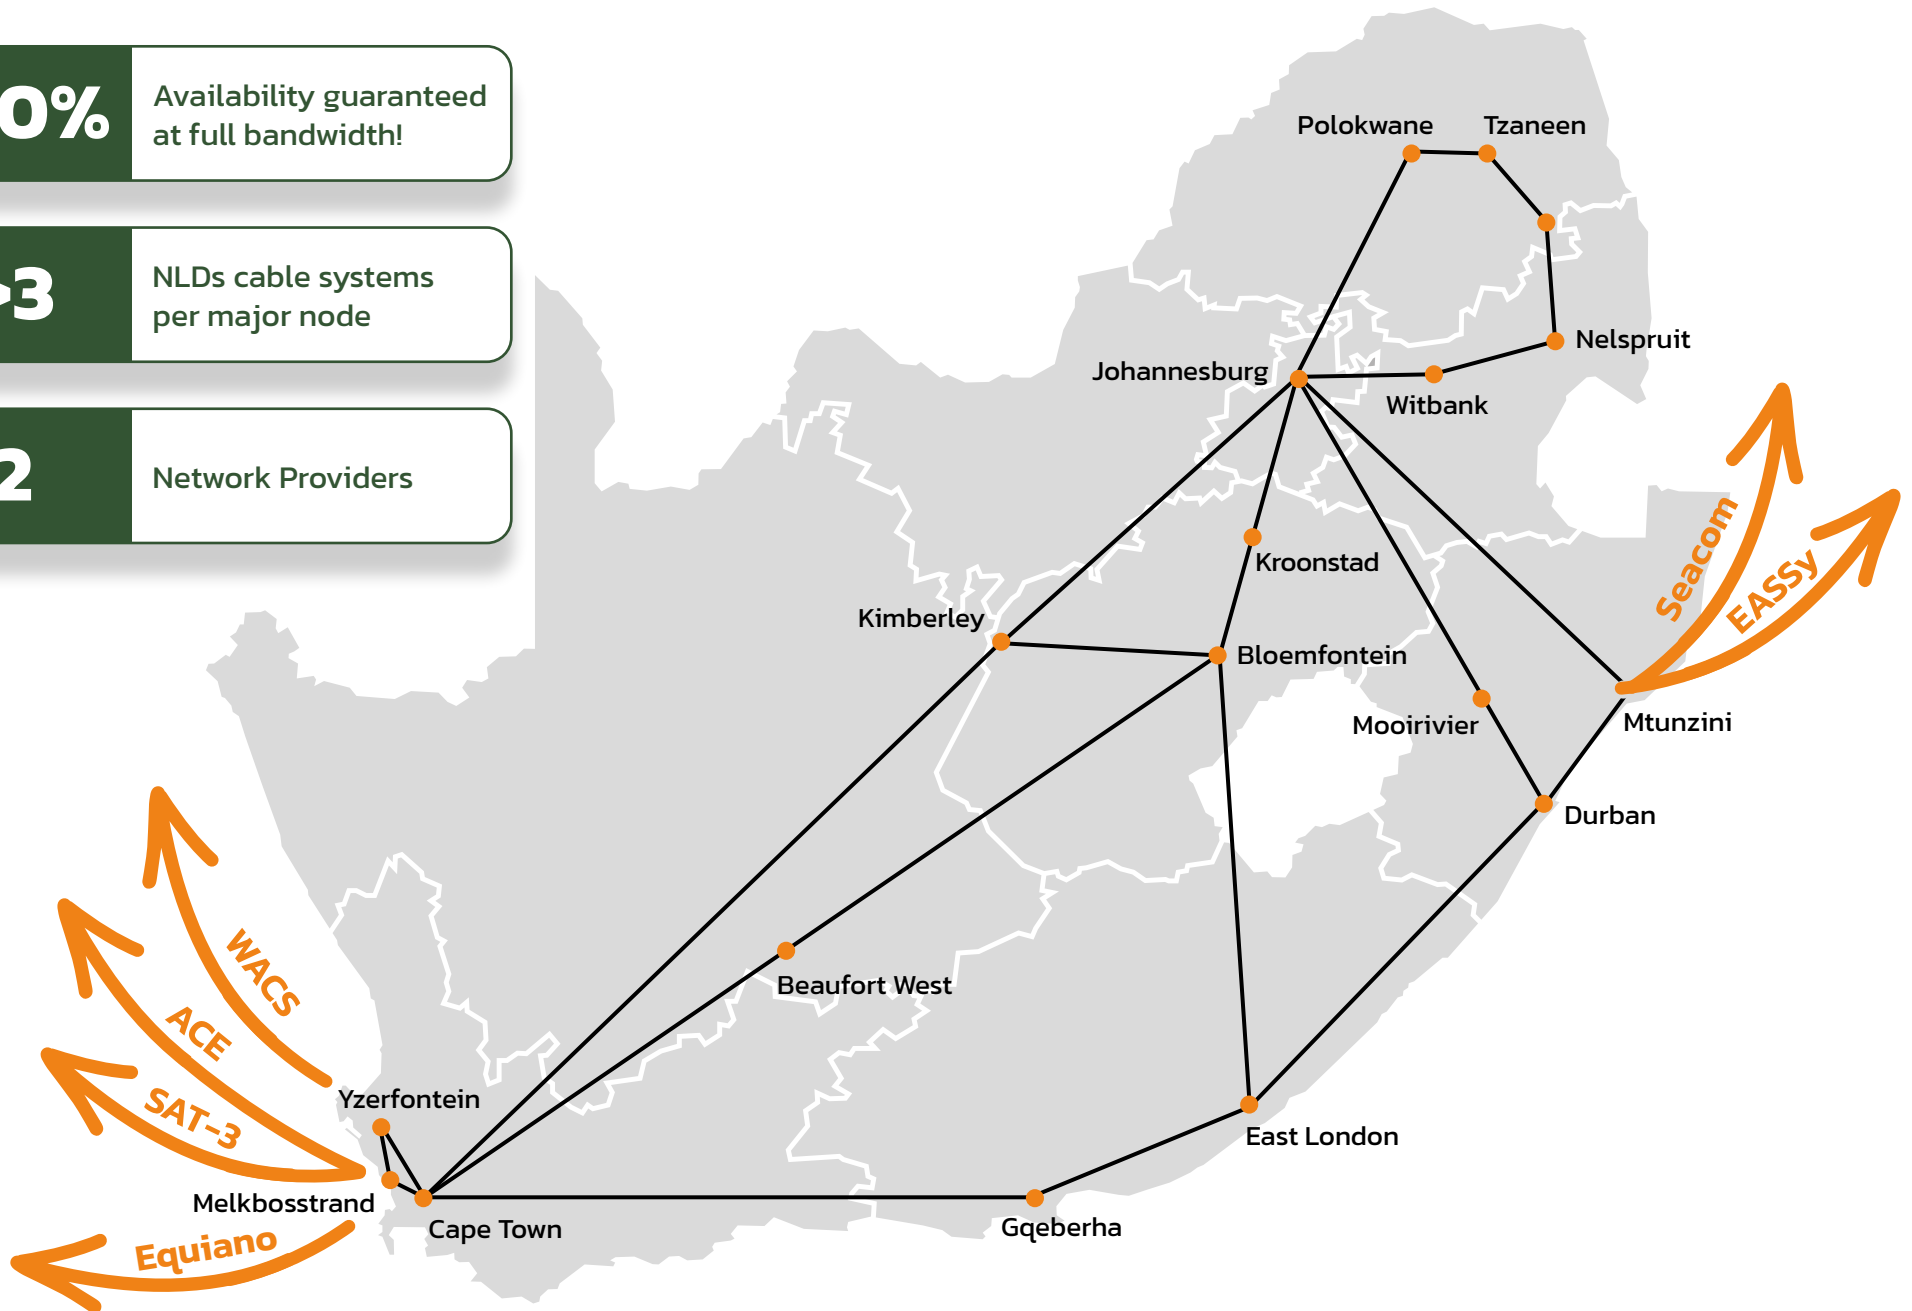 0%
Availability guaranteed
at full bandwidth!
>3
NLDs cable systems
per major node
2
Network Providers
Polokwane
Tzaneen
Nelspruit
Johannesburg
Witbank
Seacom
EASSy
Kroonstad
Kimberley
Bloemfontein
Mooirivier
Mtunzini
Durban
WACS
Beaufort West
ACE
SAT-3
Yzerfontein
East London
Melkbosstrand
Cape Town
Gqeberha
Equiano